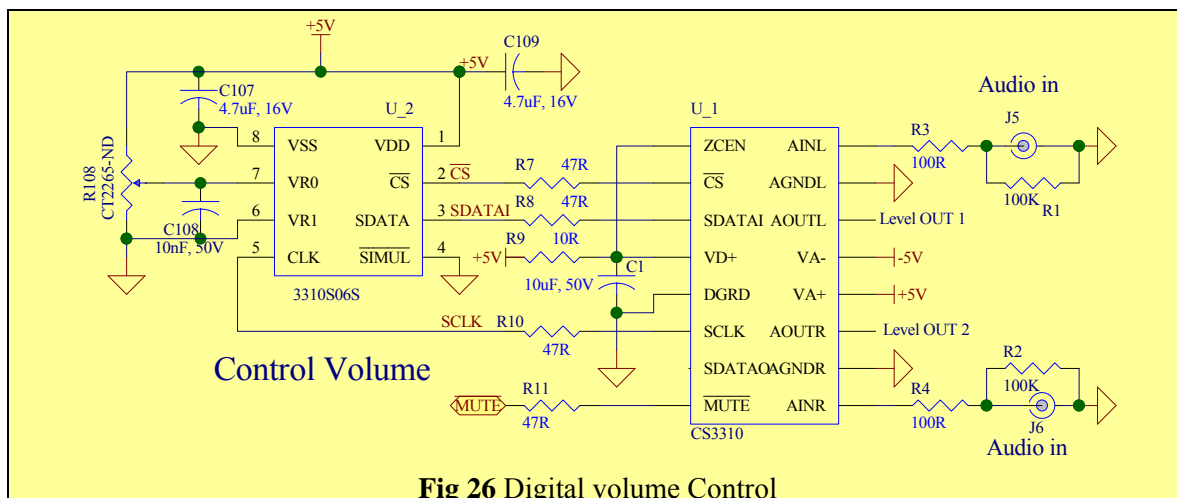 +5V
C107
4.7uF, 16V
+5V
C109
4.7uF, 16V
R108
CT2265-ND
C108
10nF, 50V
U_2
8 VSS VDD 1
7 VR0 CS 2
6 VR1 SDATA 3
5 CLK SIMUL 4
3310S06S
CS
SDATAI
R7 47R
R8 47R
R9 10R
+5V
C1
10uF, 50V
SCLK
R10
47R
Control Volume
MUTE
R11
47R
U_1
ZCEN AINL
CS AGNDL
SDATAI AOUTL
VD+ VA-
DGRD VA+
SCLK AOUTR
SDATAO AGNDR
MUTE AINR
CS3310
Audio in
J5
R3
100R
100K
R1
Level OUT 1
-5V
+5V
Level OUT 2
R2
100K
R4
100R
J6
Audio in
Fig 26 Digital volume Control